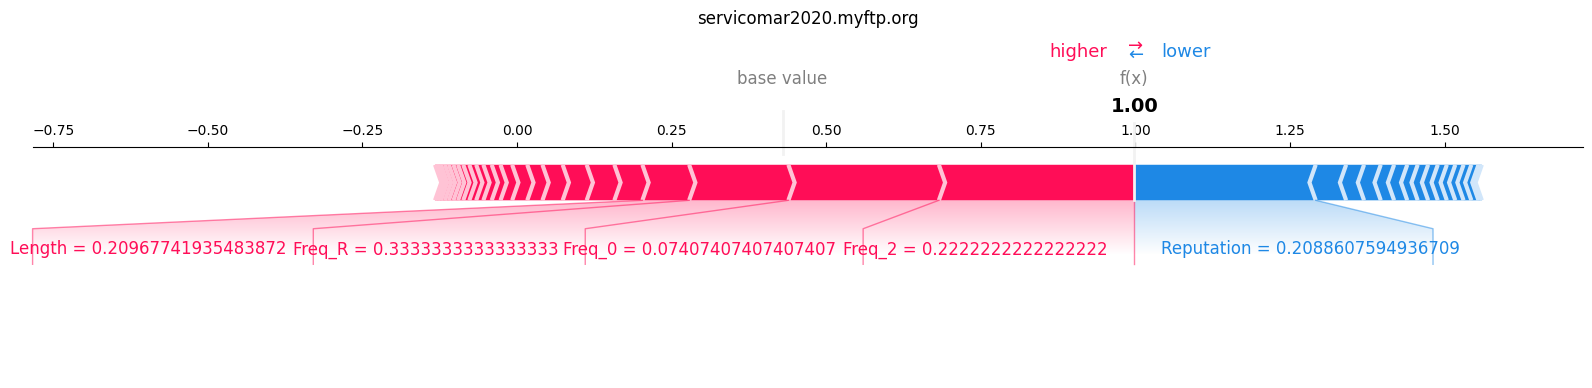 servicomar2020.myftp.org
higher ⇄ lower
base value f(x)
1.00
−0.75 −0.50 −0.25 0.00 0.25 0.50 0.75 1.00 1.25 1.50
Length = 0.20967741935483872 Freq_R = 0.3333333333333333 Freq_0 = 0.07407407407407407 Freq_2 = 0.2222222222222222 Reputation = 0.2088607594936709